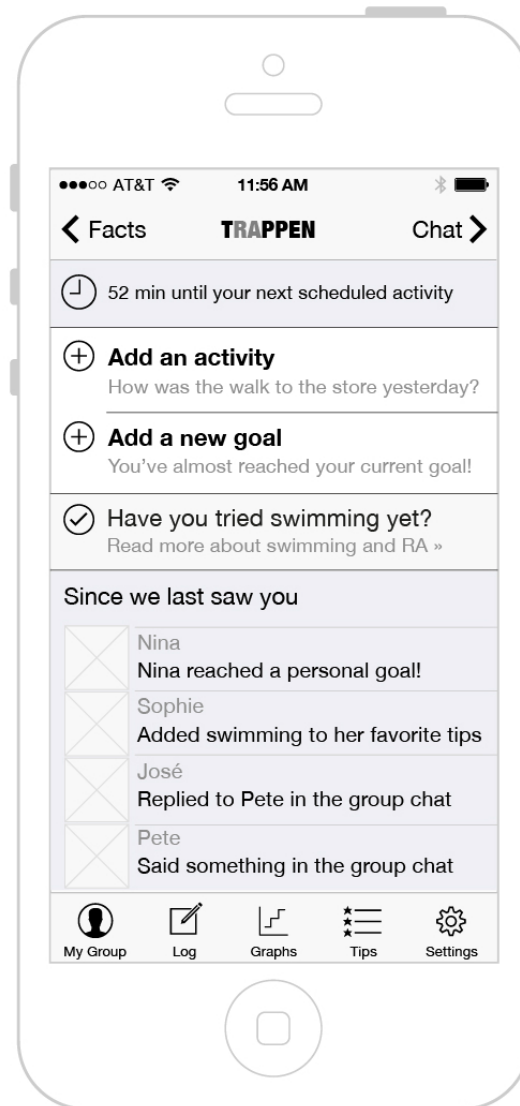 AT&T 11:56 AM
Facts TRAPPEN Chat
52 min until your next scheduled activity
Add an activity
How was the walk to the store yesterday?
Add a new goal
You've almost reached your current goal!
Have you tried swimming yet?
Read more about swimming and RA »
Since we last saw you
Nina
Nina reached a personal goal!
Sophie
Added swimming to her favorite tips
José
Replied to Pete in the group chat
Pete
Said something in the group chat
My Group Log Graphs Tips Settings